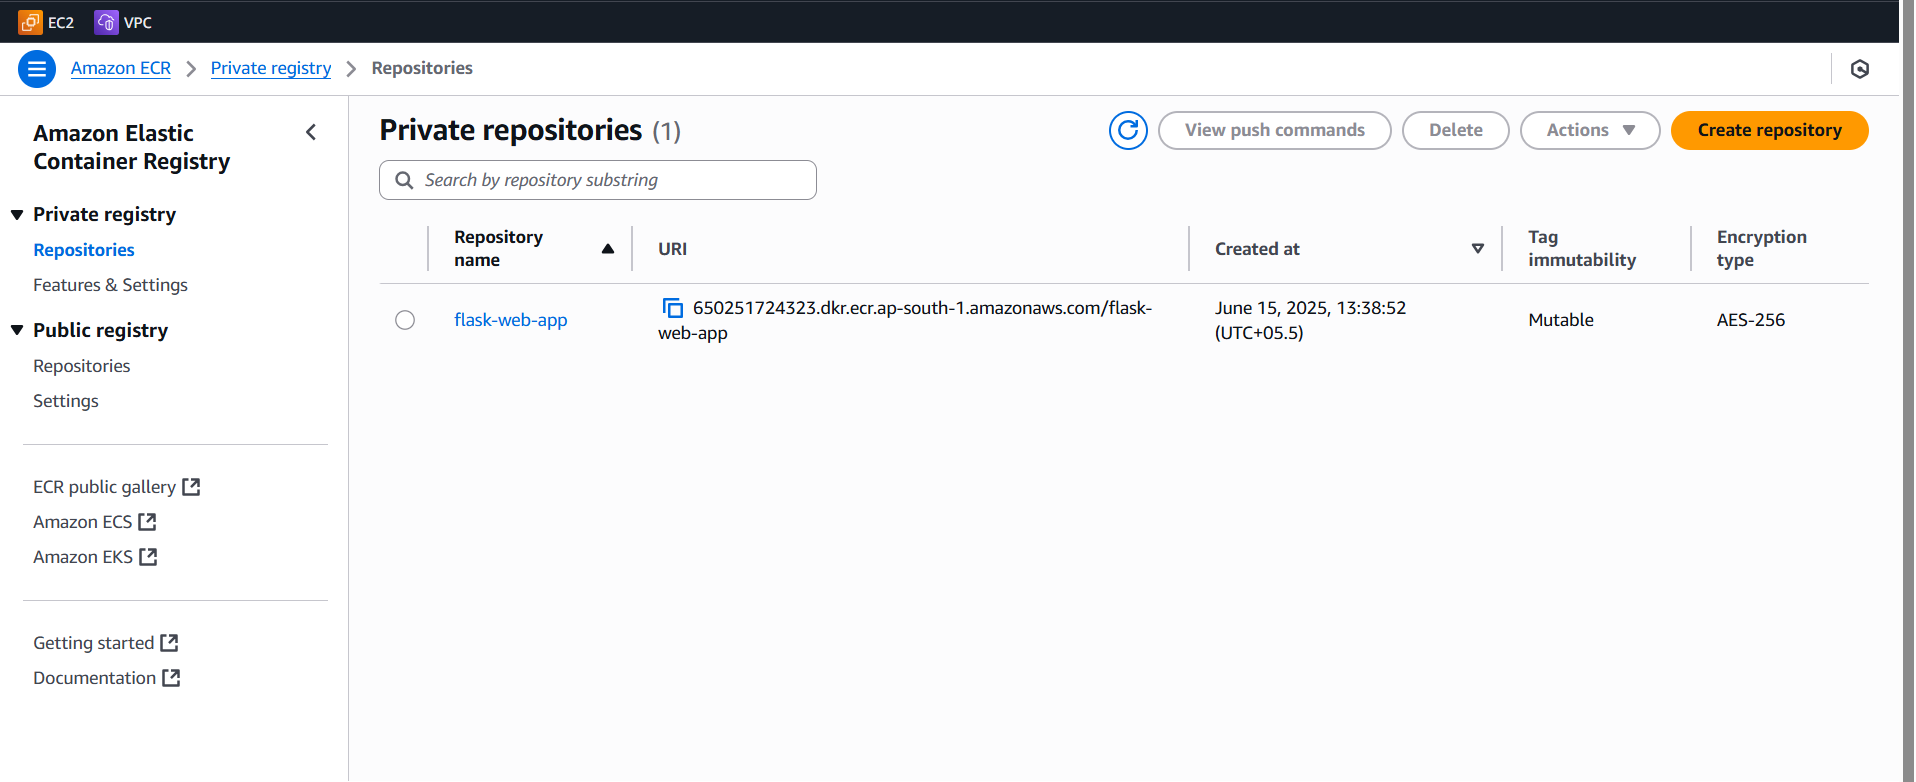 EC2 VPC
Amazon ECR > Private registry > Repositories
Amazon Elastic
Container Registry
Private registry
Repositories
Features & Settings
Public registry
Repositories
Settings
ECR public gallery
Amazon ECS
Amazon EKS
Getting started
Documentation
Private repositories (1)
View push commands
Delete
Actions
Create repository
Search by repository substring
Repository
name
URI
Created at
Tag
immutability
Encryption
type
flask-web-app
650251724323.dkr.ecr.ap-south-1.amazonaws.com/flask-
web-app
June 15, 2025, 13:38:52
(UTC+05.5)
Mutable
AES-256